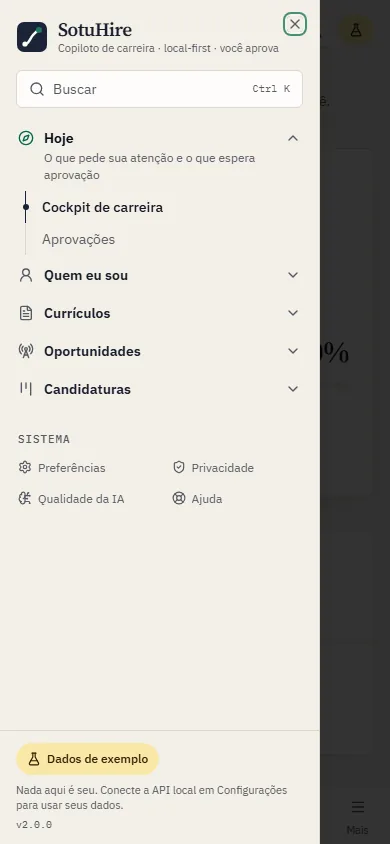 SotuHire
Copiloto de carreira · local-first · você aprova
Buscar
Ctrl K
Hoje
O que pede sua atenção e o que espera
aprovação
Cockpit de carreira
Aprovações
Quem eu sou
Currículos
Oportunidades
Candidaturas
SISTEMA
Preferências
Privacidade
Qualidade da IA
Ajuda
Dados de exemplo
Nada aqui é seu. Conecte a API local em Configurações
para usar seus dados.
v2.0.0
%
Mais